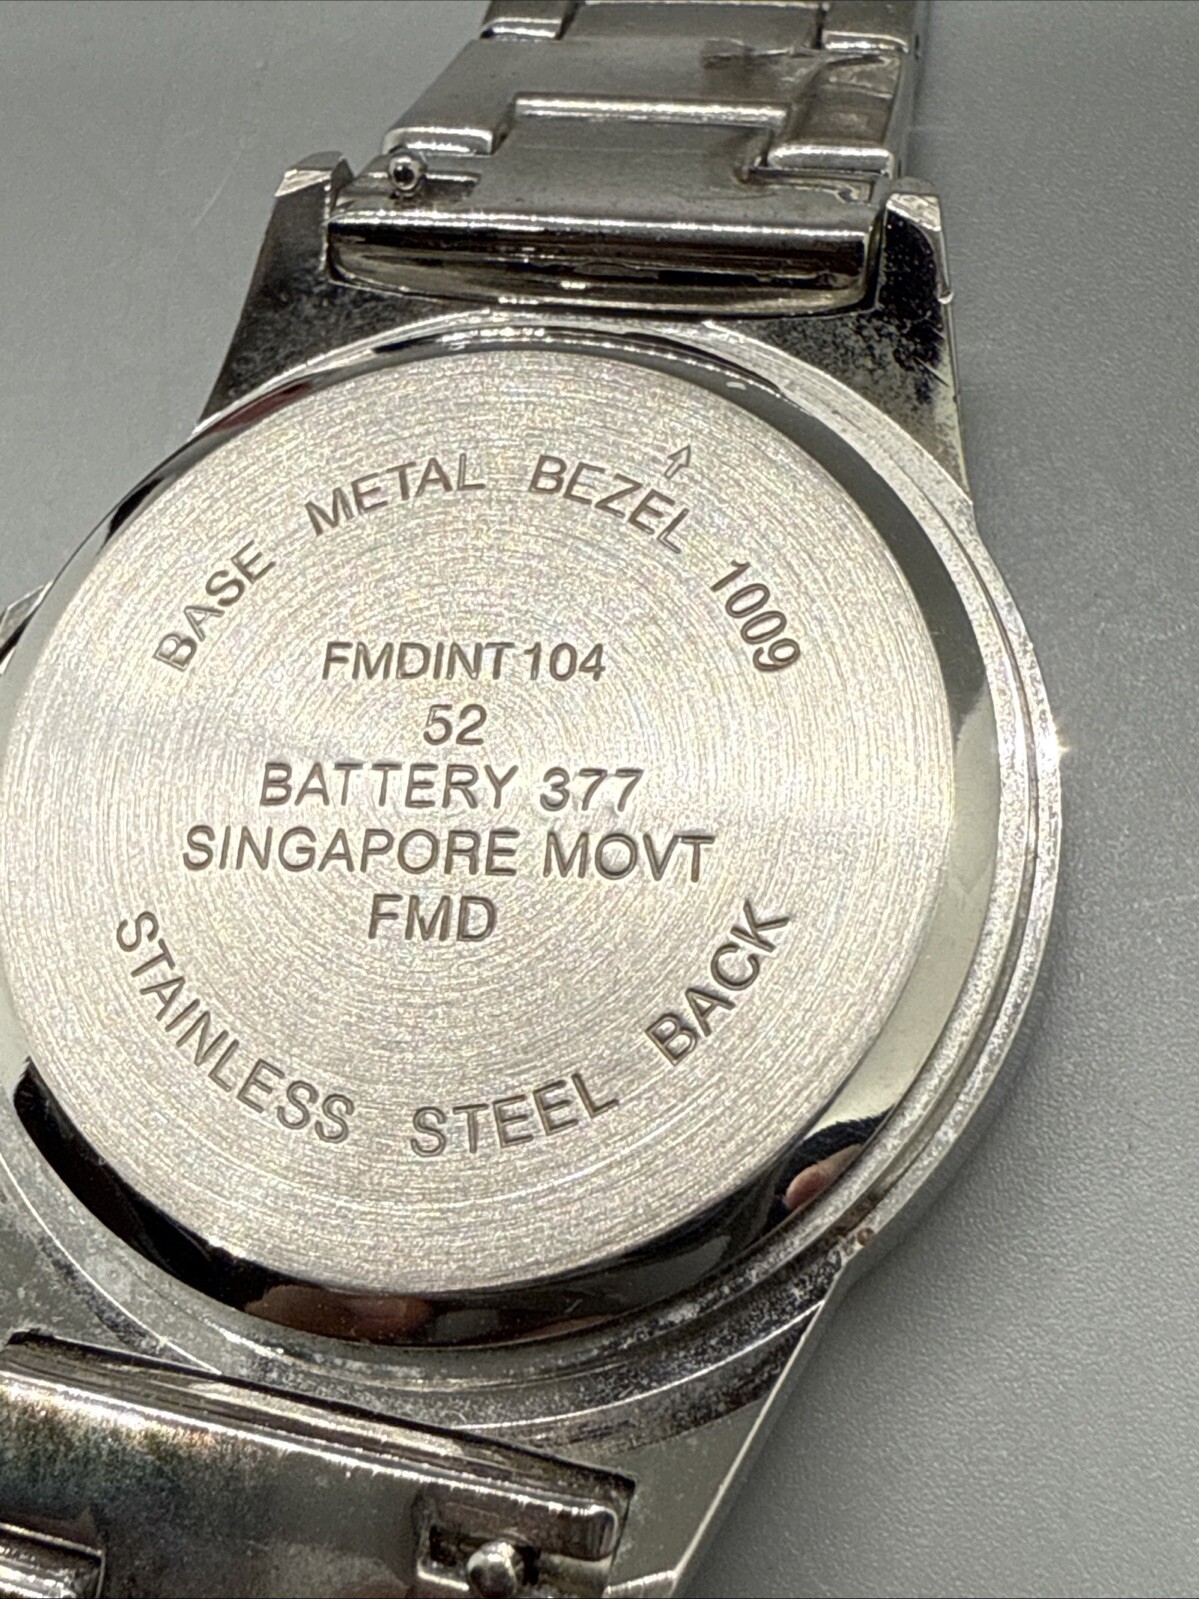 BASE METAL BEZEL 1009
FMDINT104
52
BATTERY 377
SINGAPORE MOVT
FMD
STAINLESS STEEL BACK